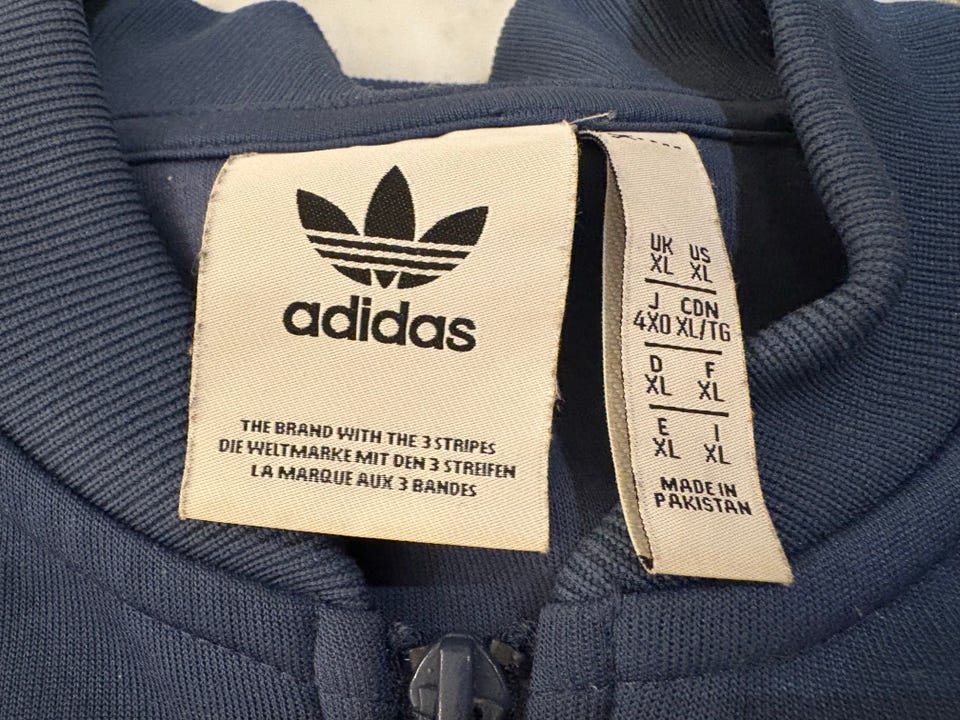 adidas
THE BRAND WITH THE 3 STRIPES
DIE WELTMARKE MIT DEN 3 STREIFEN
LA MARQUE AUX 3 BANDES
UK US
XL XL
J CDN
4XO XL/TG
D F
XL XL
E I
XL XL
MADE IN
PAKISTAN